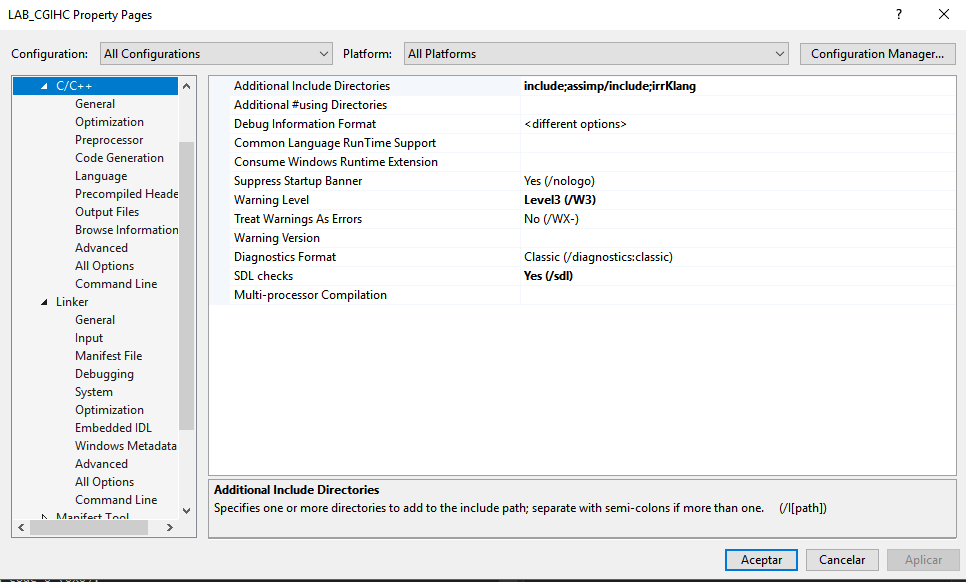 LAB_CGIHC Property Pages
?
Configuration: All Configurations Platform: All Platforms Configuration Manager...
C/C++
General
Optimization
Preprocessor
Code Generation
Language
Precompiled Heade
Output Files
Browse Information
Advanced
All Options
Command Line
Linker
General
Input
Manifest File
Debugging
System
Optimization
Embedded IDL
Windows Metadata
Advanced
All Options
Command Line
Manifest Tool
Additional Include Directories include;assimp/include;irrKlang
Additional #using Directories
Debug Information Format <different options>
Common Language RunTime Support
Consume Windows Runtime Extension
Suppress Startup Banner Yes (/nologo)
Warning Level Level3 (/W3)
Treat Warnings As Errors No (/WX-)
Warning Version
Diagnostics Format Classic (/diagnostics:classic)
SDL checks Yes (/sdl)
Multi-processor Compilation
Additional Include Directories
Specifies one or more directories to add to the include path; separate with semi-colons if more than one. (/I[path])
Aceptar Cancelar Aplicar